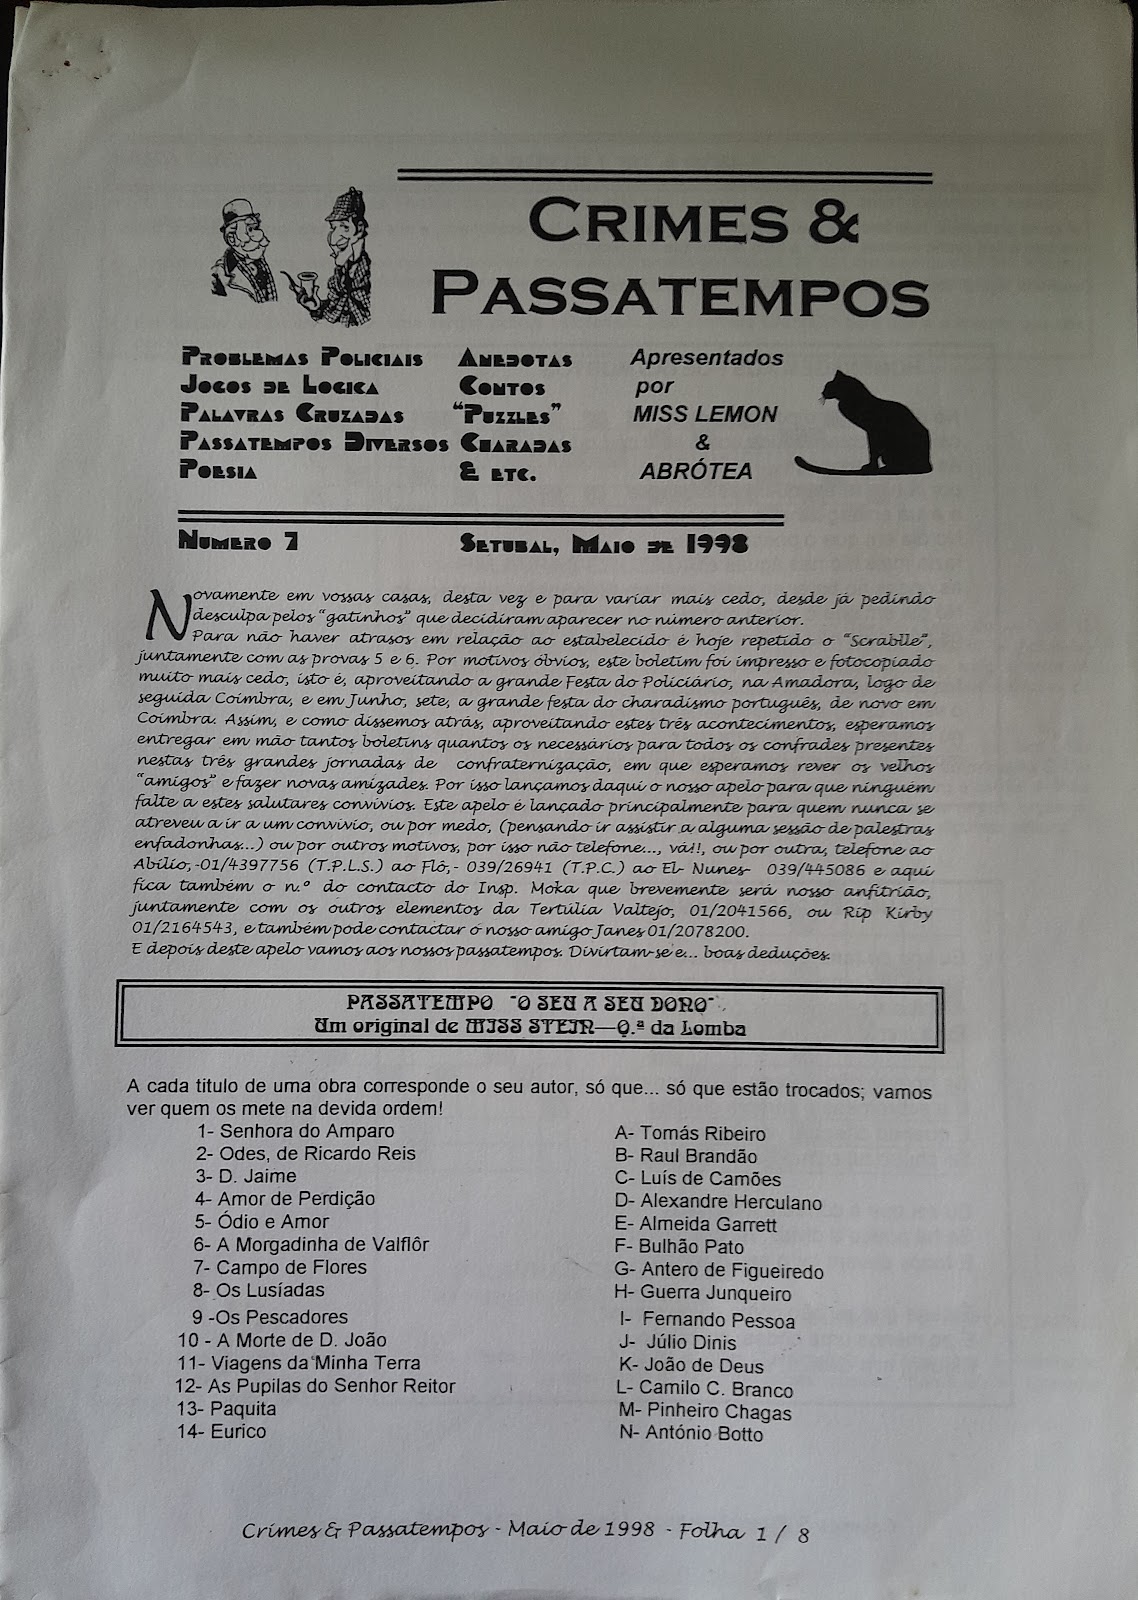 CRIMES &
PASSATEMPOS
PROBLEMAS POLICIAIS ANEDOTAS Apresentados
JOGOS DE LOGICA CONTOS por
PALAVRAS CRUZADAS “PUZZLES” MISS LEMON
PASSATEMPOS DIVERSOS CHARADAS &
POESIA & ETC. ABRÓTEA
NUMERO 7 SETUBAL, MAIO DE 1998
Novamente em vossas casas, desta vez e para variar mais cedo, desde já pedindo
desculpa pelos “gatinhos” que decidiram aparecer no número anterior.
Para não haver atrasos em relação ao estabelecido é hoje repetido o “Scrablle”,
juntamente com as provas 5 e 6. Por motivos óbvios, este boletim foi impresso e fotocopiado
muito mais cedo, isto é, aproveitando a grande Festa do Policiário, na Amadora, logo de
seguida Coimbra, e em Junho, sete, a grande festa do charadismo português, de novo em
Coimbra. Assim, e como dissemos atrás, aproveitando estes três acontecimentos, esperamos
entregar em mão tantos boletins quantos os necessários para todos os confrades presentes
nestas três grandes jornadas de confraternização, em que esperamos rever os velhos
“amigos” e fazer novas amizades. Por isso lançamos daqui o nosso apelo para que ninguém
falte a estes salutares convívios. Este apelo é lançado principalmente para quem nunca se
atreveu a ir a um convívio, ou por medo, (pensando ir assistir a alguma sessão de palestras
enfadonhas...) ou por outros motivos, por isso não telefone..., vá!!, ou por outra, telefone ao
Abílio,-01/4397756 (T.P.L.S.) ao Flô,- 039/26941 (T.P.C.) ao El- Nunes- 039/445086 e aqui
fica também o n.º do contacto do Insp. Moka que brevemente será nosso anfitrião,
juntamente com os outros elementos da Tertúlia Valtejo, 01/2041566, ou Rip Kirby
01/2164543, e também pode contactar o nosso amigo Janes 01/2078200.
E depois deste apelo vamos aos nossos passatempos. Divirtam-se e... boas deduções.
PASSATEMPO “O SEU A SEU DONO”
Um original de MISS STEIN—Q.ª da Lomba
A cada titulo de uma obra corresponde o seu autor, só que... só que estão trocados; vamos
ver quem os mete na devida ordem!
1- Senhora do Amparo A- Tomás Ribeiro
2- Odes, de Ricardo Reis B- Raul Brandão
3- D. Jaime C- Luís de Camões
4- Amor de Perdição D- Alexandre Herculano
5- Ódio e Amor E- Almeida Garrett
6- A Morgadinha de Valflôr F- Bulhão Pato
7- Campo de Flores G- Antero de Figueiredo
8- Os Lusíadas H- Guerra Junqueiro
9 -Os Pescadores I- Fernando Pessoa
10 - A Morte de D. João J- Júlio Dinis
11- Viagens da Minha Terra K- João de Deus
12- As Pupilas do Senhor Reitor L- Camilo C. Branco
13- Paquita M- Pinheiro Chagas
14- Eurico N- António Botto
Crimes & Passatempos - Maio de 1998 - Folha 1 / 8